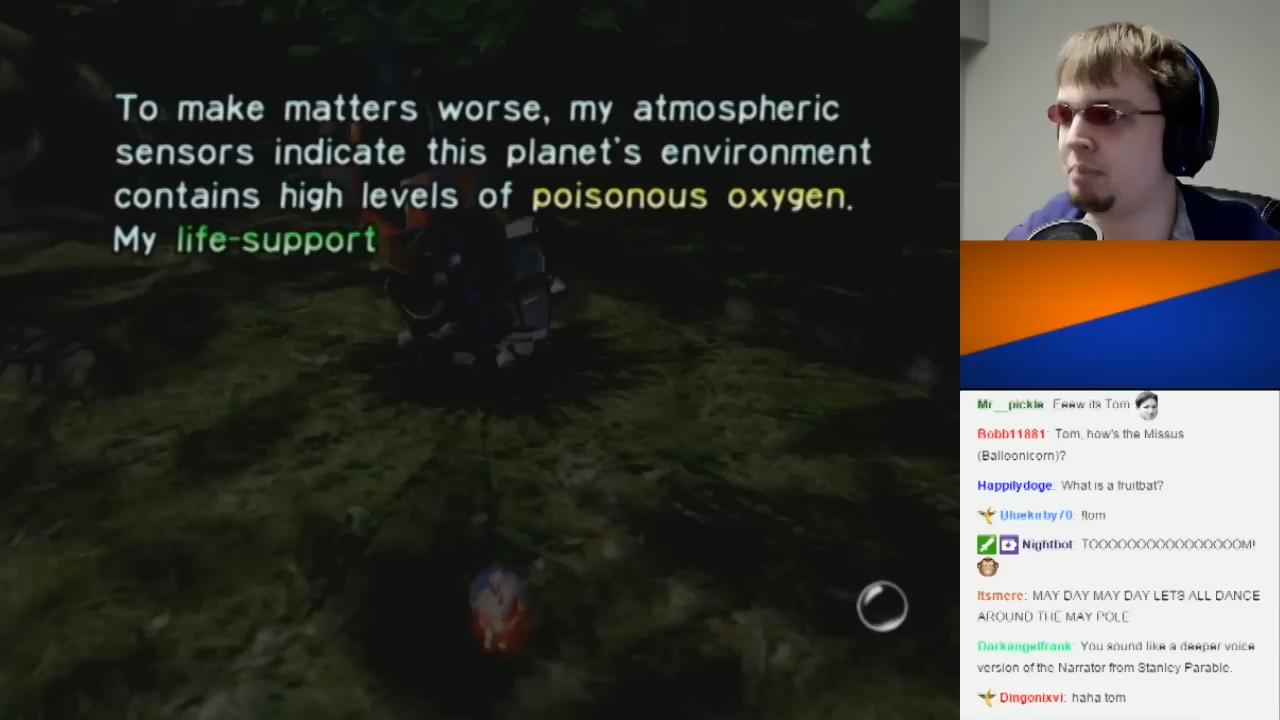 To make matters worse, my atmospheric
sensors indicate this planet's environment
contains high levels of poisonous oxygen.
My life-support
Mr__pickle: Eeew its Tom
Bobb11881: Tom, how's the Missus
(Balloonicorn)?
Happilydoge: What is a fruitbat?
Bluekirby70: !tom
Nightbot: TOOOOOOOOOOOOOOOOM!
Itsmere: MAY DAY MAY DAY LETS ALL DANCE
AROUND THE MAY POLE
Darkangelfrank: You sound like a deeper voice
version of the Narrator from Stanley Parable.
Dingonixvi: haha tom